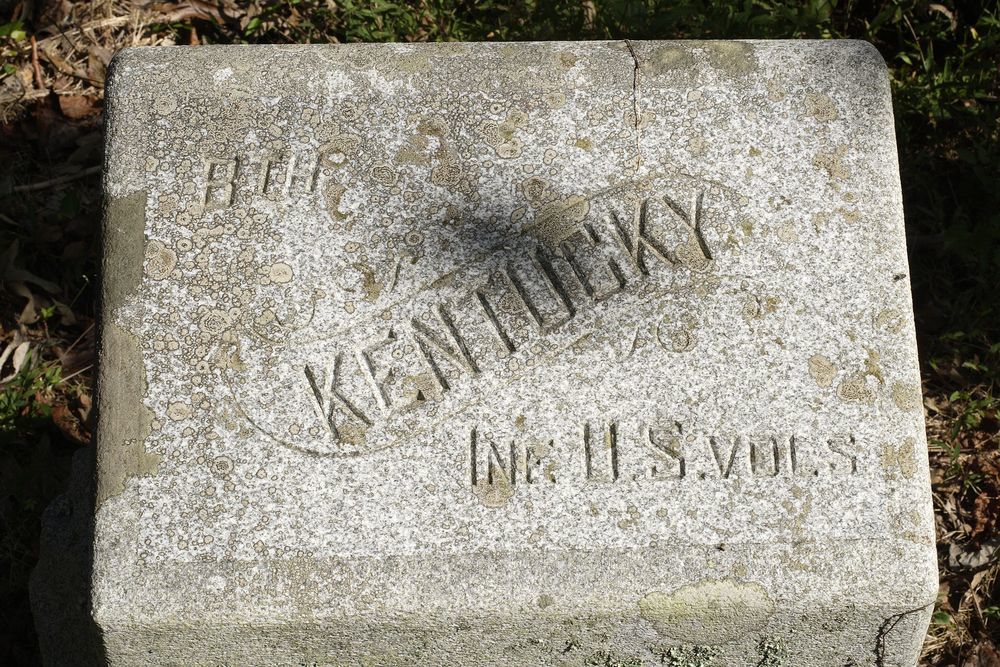 8TH
KENTUCKY
INF. U.S. VOLS